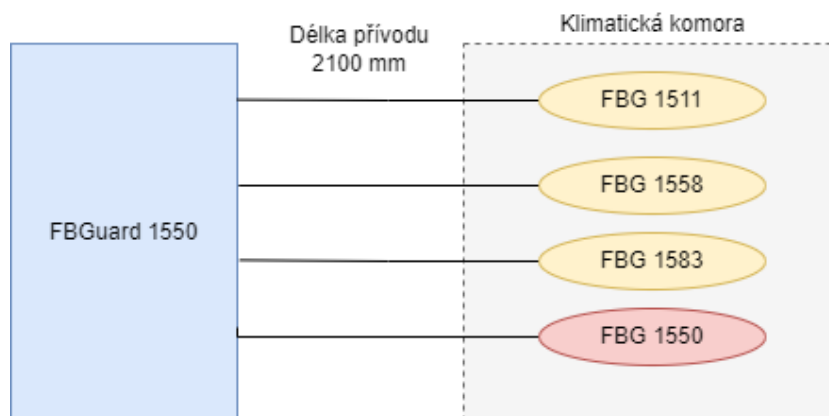 Délka přívodu
2100 mm
Klimatická komora
FBGuard 1550
FBG 1511
FBG 1558
FBG 1583
FBG 1550